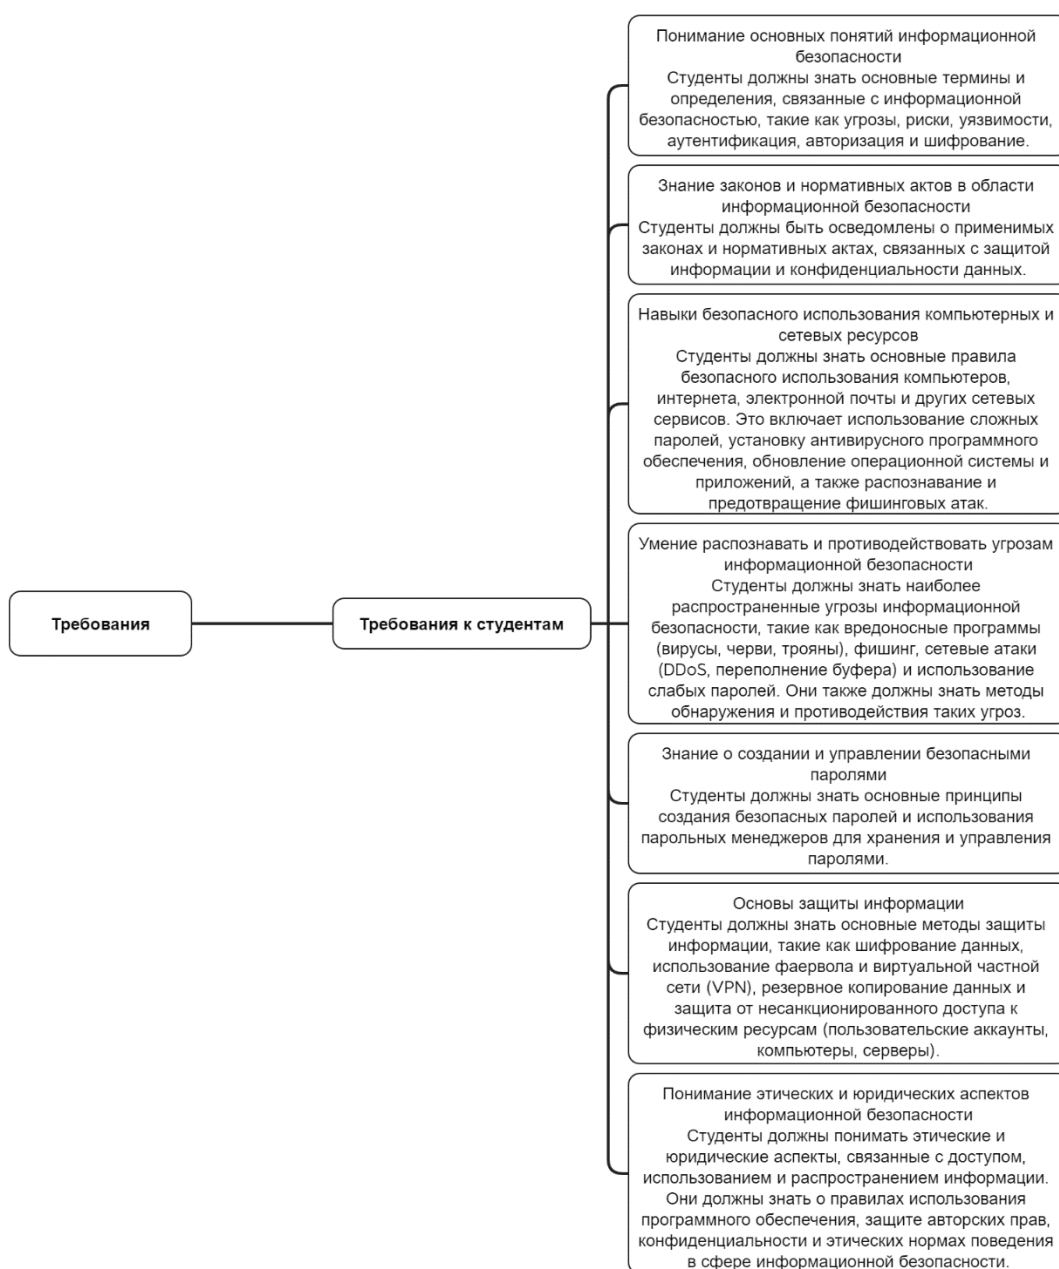 Требования
Требования к студентам
Понимание основных понятий информационной
безопасности
Студенты должны знать основные термины и
определения, связанные с информационной
безопасностью, такие как угрозы, риски, уязвимости,
аутентификация, авторизация и шифрование.
Знание законов и нормативных актов в области
информационной безопасности
Студенты должны быть осведомлены о применимых
законах и нормативных актах, связанных с защитой
информации и конфиденциальности данных.
Навыки безопасного использования компьютерных и
сетевых ресурсов
Студенты должны знать основные правила
безопасного использования компьютеров,
интернета, электронной почты и других сетевых
сервисов. Это включает использование сложных
паролей, установку антивирусного программного
обеспечения, обновление операционной системы и
приложений, а также распознавание и
предотвращение фишинговых атак.
Умение распознавать и противодействовать угрозам
информационной безопасности
Студенты должны знать наиболее
распространенные угрозы информационной
безопасности, такие как вредоносные программы
(вирусы, черви, трояны), фишинг, сетевые атаки
(DDoS, переполнение буфера) и использование
слабых паролей. Они также должны знать методы
обнаружения и противодействия таких угроз.
Знание о создании и управлении безопасными
паролями
Студенты должны знать основные принципы
создания безопасных паролей и использования
парольных менеджеров для хранения и управления
паролями.
Основы защиты информации
Студенты должны знать основные методы защиты
информации, такие как шифрование данных,
использование фаервола и виртуальной частной
сети (VPN), резервное копирование данных и
защита от несанкционированного доступа к
физическим ресурсам (пользовательские аккаунты,
компьютеры, серверы).
Понимание этических и юридических аспектов
информационной безопасности
Студенты должны понимать этические и
юридические аспекты, связанные с доступом,
использованием и распространением информации.
Они должны знать о правилах использования
программного обеспечения, защите авторских прав,
конфиденциальности и этических нормах поведения
в сфере информационной безопасности.